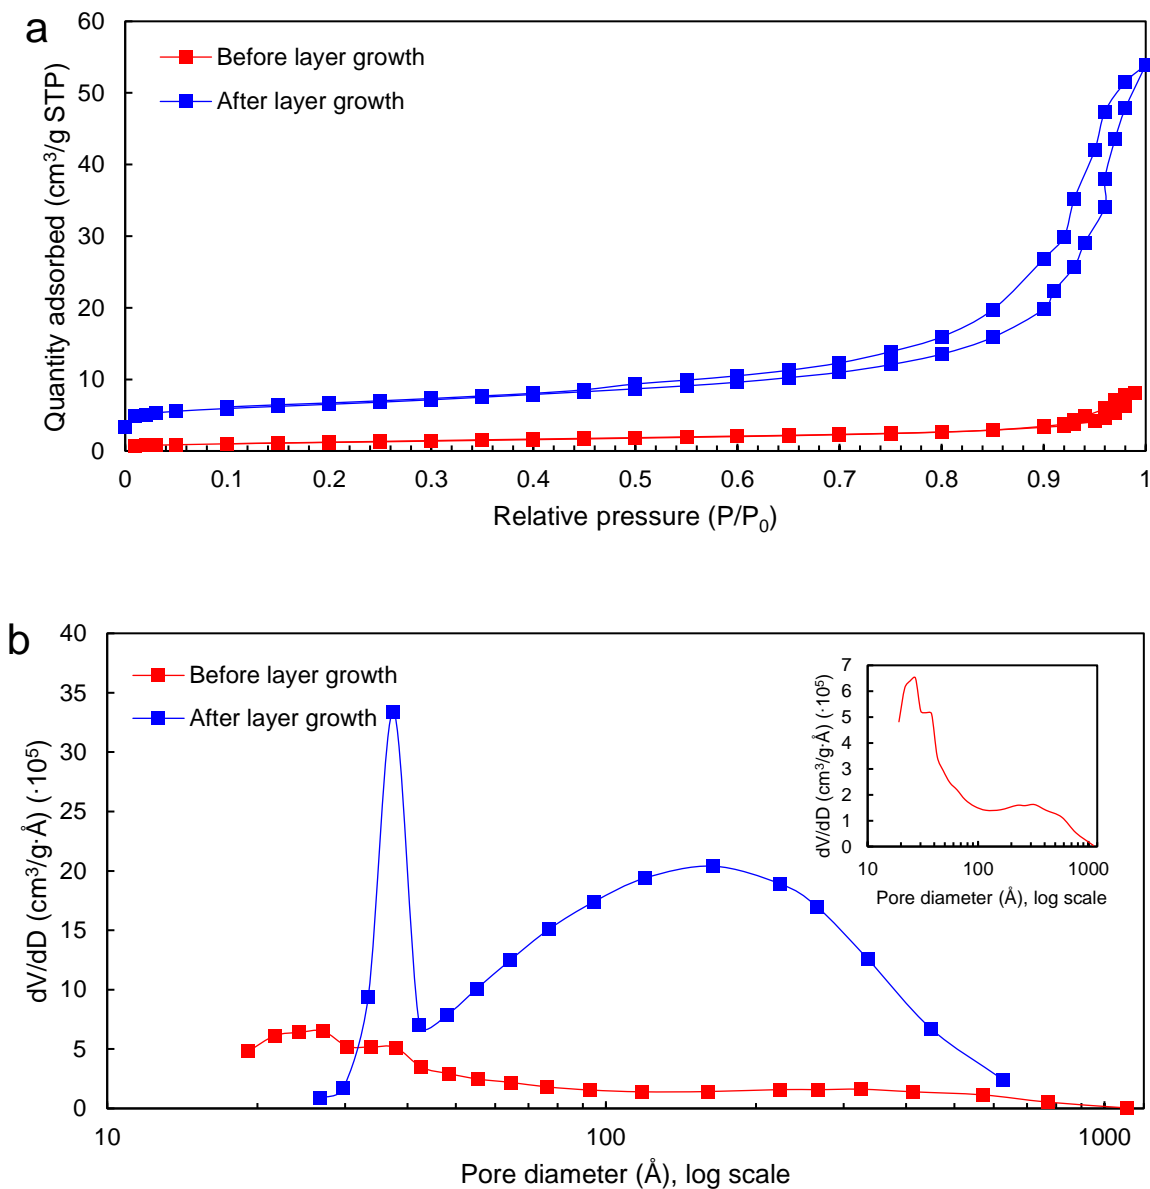 a
Before layer growth
After layer growth
Quantity adsorbed (cm³/g STP)
60
50
40
30
20
10
0
0 0.1 0.2 0.3 0.4 0.5 0.6 0.7 0.8 0.9 1
Relative pressure (P/P₀)
b
Before layer growth
After layer growth
dV/dD (cm³/g·Å) (·10⁵)
40
35
30
25
20
15
10
5
0
10 100 1000
Pore diameter (Å), log scale
dV/dD (cm³/g·Å) (·10⁵)
7
6
5
4
3
2
1
0
10 100 1000
Pore diameter (Å), log scale